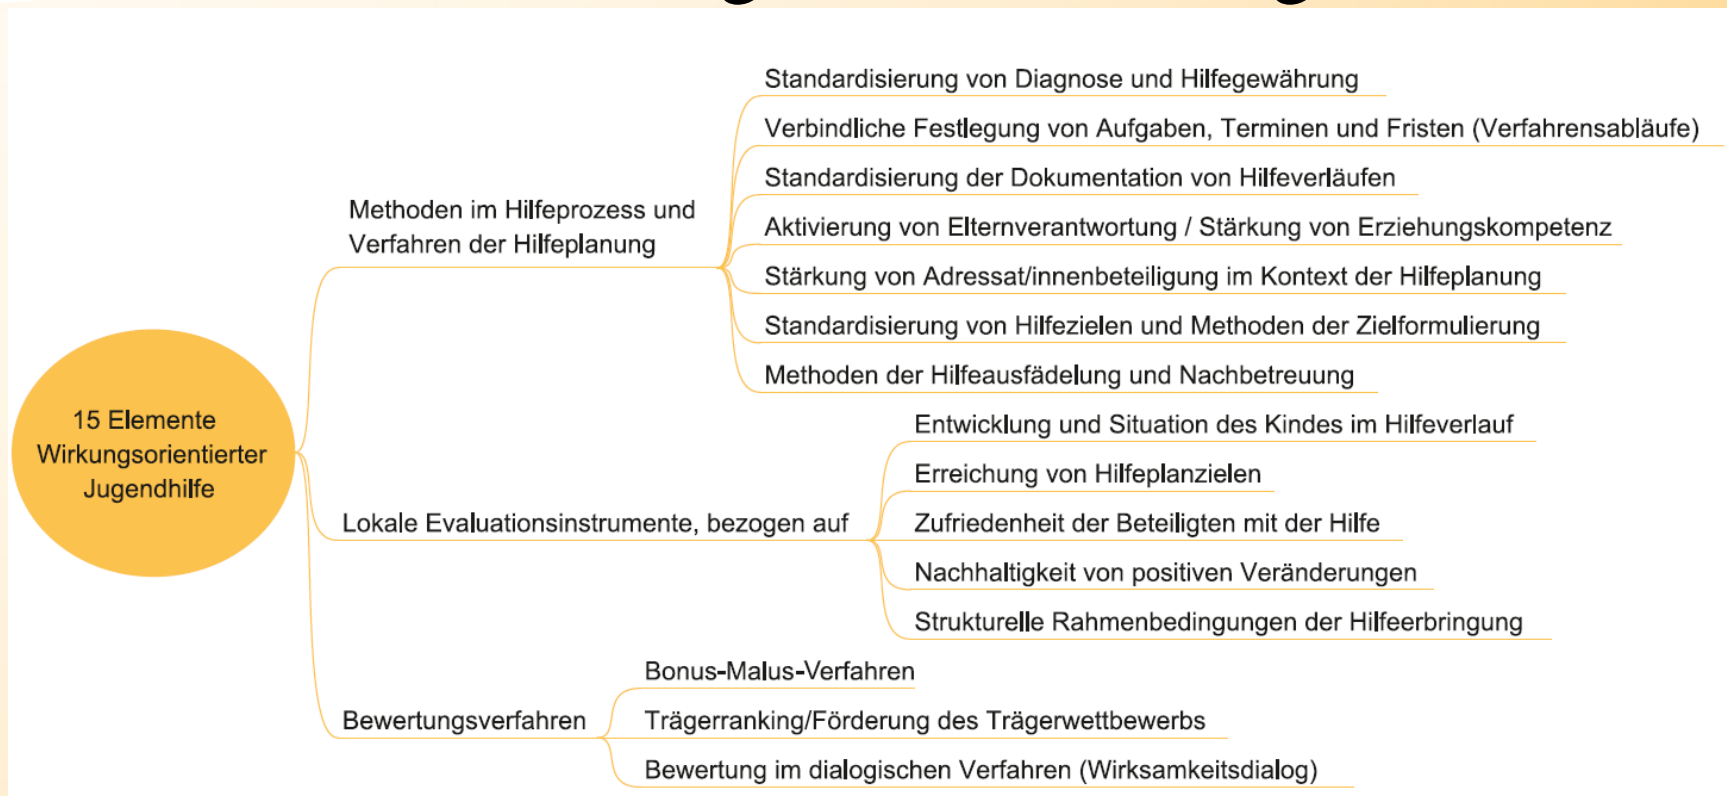 15 Elemente
Wirkungsorientierter
Jugendhilfe
Methoden im Hilfeprozess und
Verfahren der Hilfeplanung
Standardisierung von Diagnose und Hilfegewährung
Verbindliche Festlegung von Aufgaben, Terminen und Fristen (Verfahrensabläufe)
Standardisierung der Dokumentation von Hilfeverläufen
Aktivierung von Elternverantwortung / Stärkung von Erziehungskompetenz
Stärkung von Adressat/innenbeteiligung im Kontext der Hilfeplanung
Standardisierung von Hilfezielen und Methoden der Zielformulierung
Methoden der Hilfeausfädelung und Nachbetreuung
Lokale Evaluationsinstrumente, bezogen auf
Entwicklung und Situation des Kindes im Hilfeverlauf
Erreichung von Hilfeplanzielen
Zufriedenheit der Beteiligten mit der Hilfe
Nachhaltigkeit von positiven Veränderungen
Strukturelle Rahmenbedingungen der Hilfeerbringung
Bewertungsverfahren
Bonus-Malus-Verfahren
Trägerranking/Förderung des Trägerwettbewerbs
Bewertung im dialogischen Verfahren (Wirksamkeitsdialog)